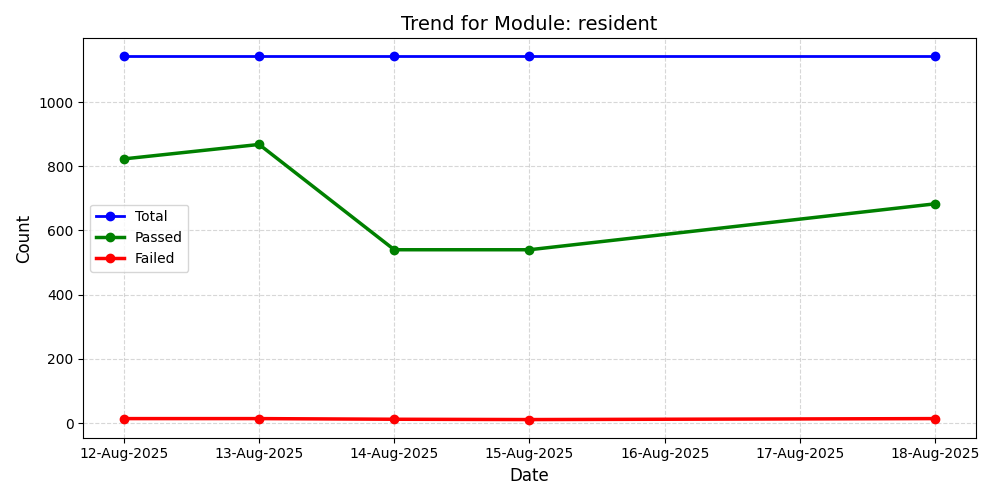 Trend for Module: resident
Count
1000
800
600
400
200
0
Total
Passed
Failed
12-Aug-2025
13-Aug-2025
14-Aug-2025
15-Aug-2025
16-Aug-2025
17-Aug-2025
18-Aug-2025
Date